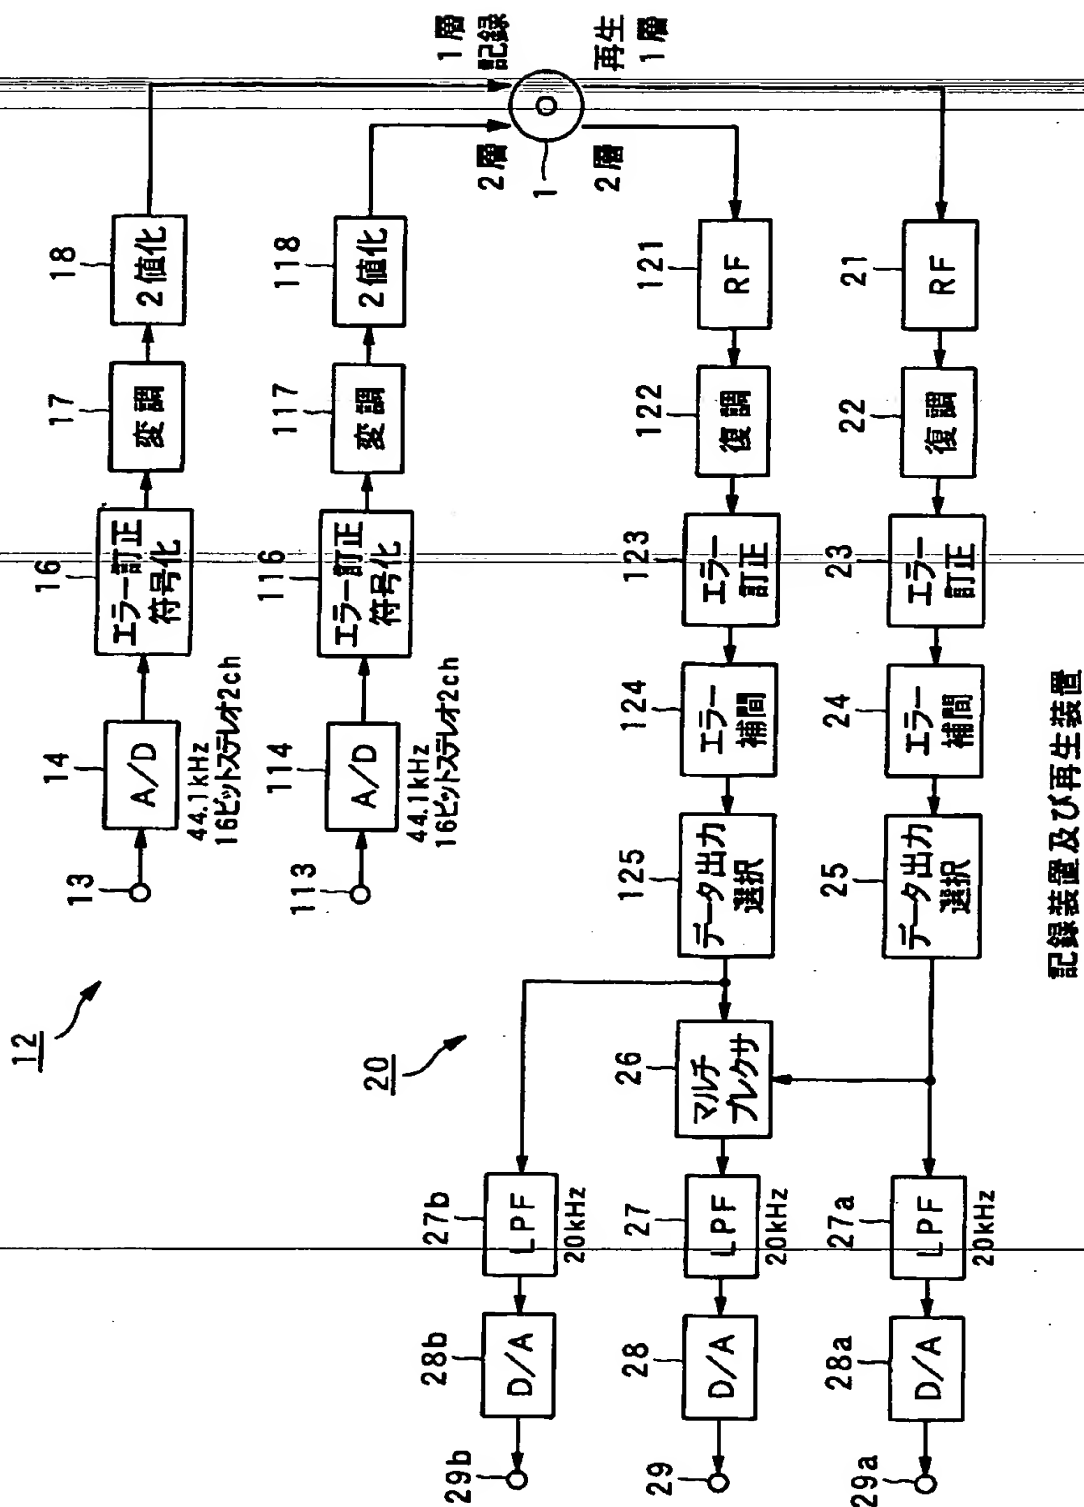 12
13
14
A/D
44.1kHz
16ビットステレオ2ch
16
エラー訂正
符号化
17
変調
18
2値化
1層
記録
113
114
A/D
44.1kHz
16ビットステレオ2ch
116
エラー訂正
符号化
117
変調
118
2値化
2層
1
再生
1層
2層
20
29b
28b
D/A
27b
LPF
20kHz
29
28
D/A
27
LPF
20kHz
26
マルチ
プレクサ
125
データ出力
選択
124
エラー
補間
123
エラー
訂正
122
復調
121
RF
29a
28a
D/A
27a
LPF
20kHz
25
データ出力
選択
24
エラー
補間
23
エラー
訂正
22
復調
21
RF
記録装置及び再生装置